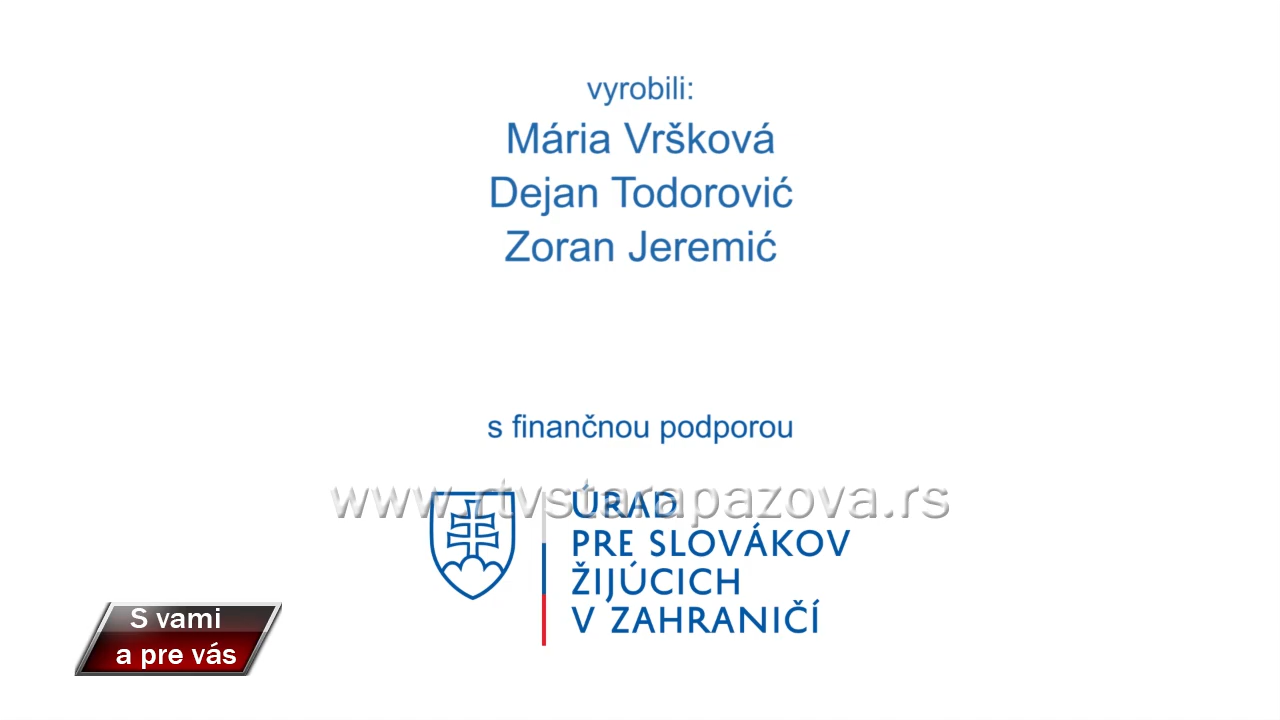 vyrobili:
Mária Vršková
Dejan Todorović
Zoran Jeremić
s finančnou podporou
www.rtvstarapazova.rs
ÚRAD
PRE SLOVÁKOV
ŽIJÚCICH
V ZAHRANIČÍ
S vami
a pre vás